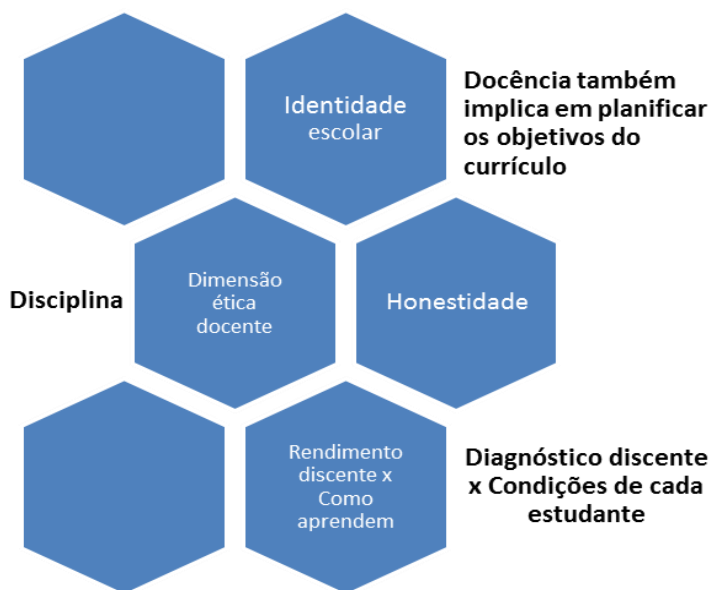 Identidade
escolar
Docência também
implica em planificar
os objetivos do
currículo
Disciplina
Dimensão
ética
docente
Honestidade
Rendimento
discente x
Como
aprendem
Diagnóstico discente
x Condições de cada
estudante